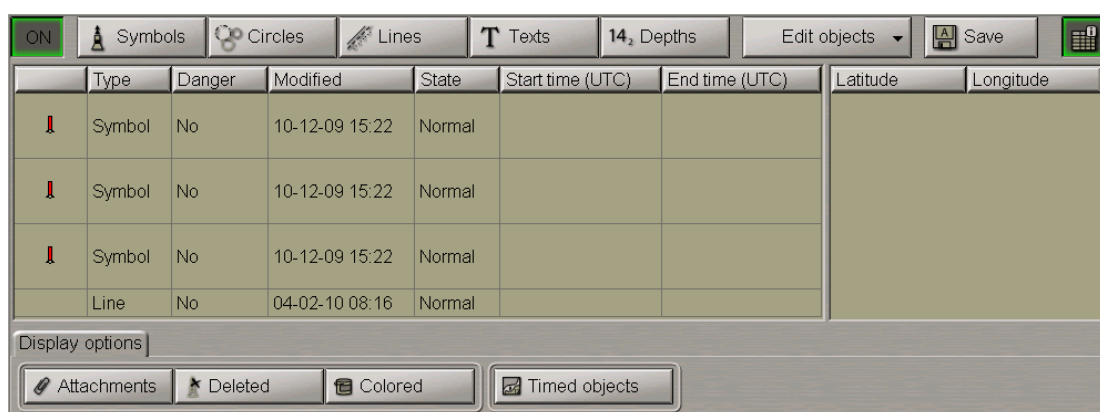 ON Symbols Circles Lines T Texts 14₂ Depths Edit objects Save
Type Danger Modified State Start time (UTC) End time (UTC) Latitude Longitude
Symbol No 10-12-09 15:22 Normal
Symbol No 10-12-09 15:22 Normal
Symbol No 10-12-09 15:22 Normal
Line No 04-02-10 08:16 Normal
Display options
Attachments Deleted Colored Timed objects